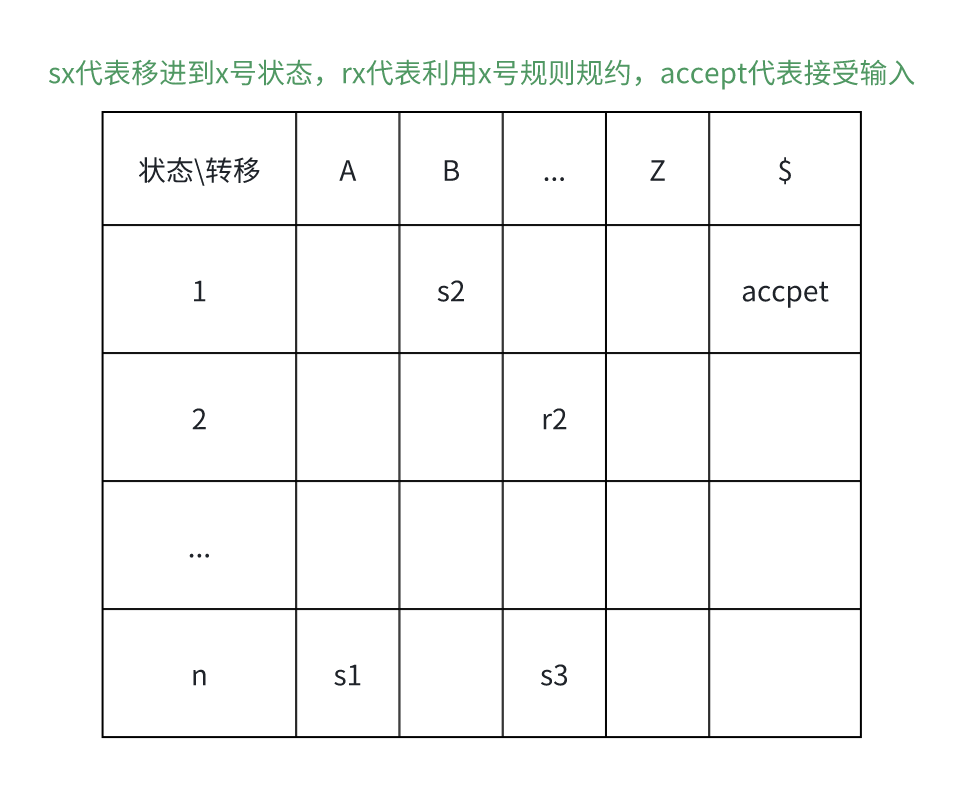 sx代表移进到x号状态，rx代表利用x号规则规约，accept代表接受输入
状态\转移 A B ... Z $
1 s2 accpet
2 r2
...
n s1 s3